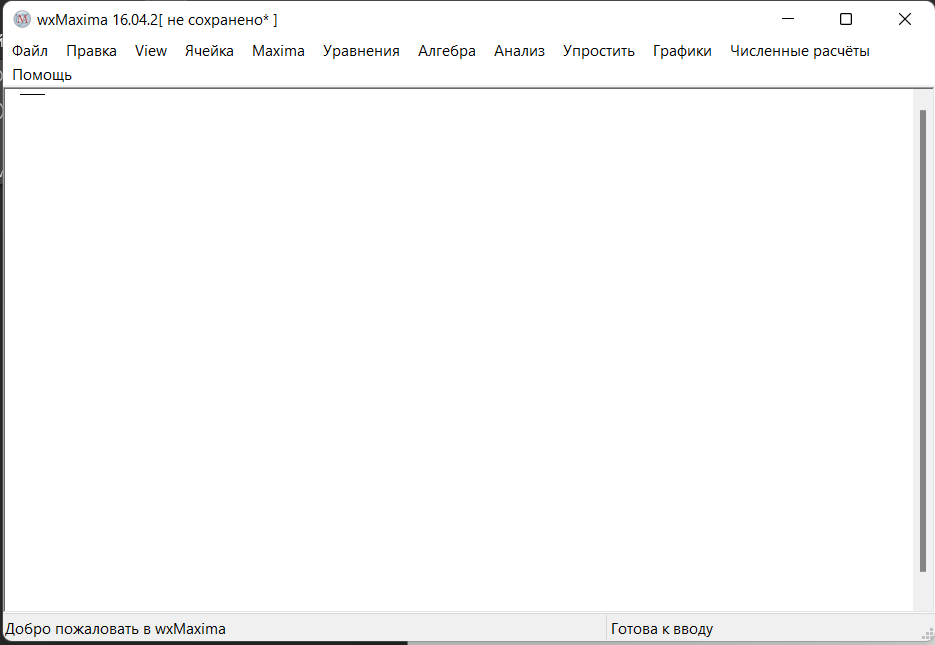 wxMaxima 16.04.2[ не сохранено* ]
Файл Правка View Ячейка Maxima Уравнения Алгебра Анализ Упростить Графики Численные расчёты
Помощь
Добро пожаловать в wxMaxima Готова к вводу